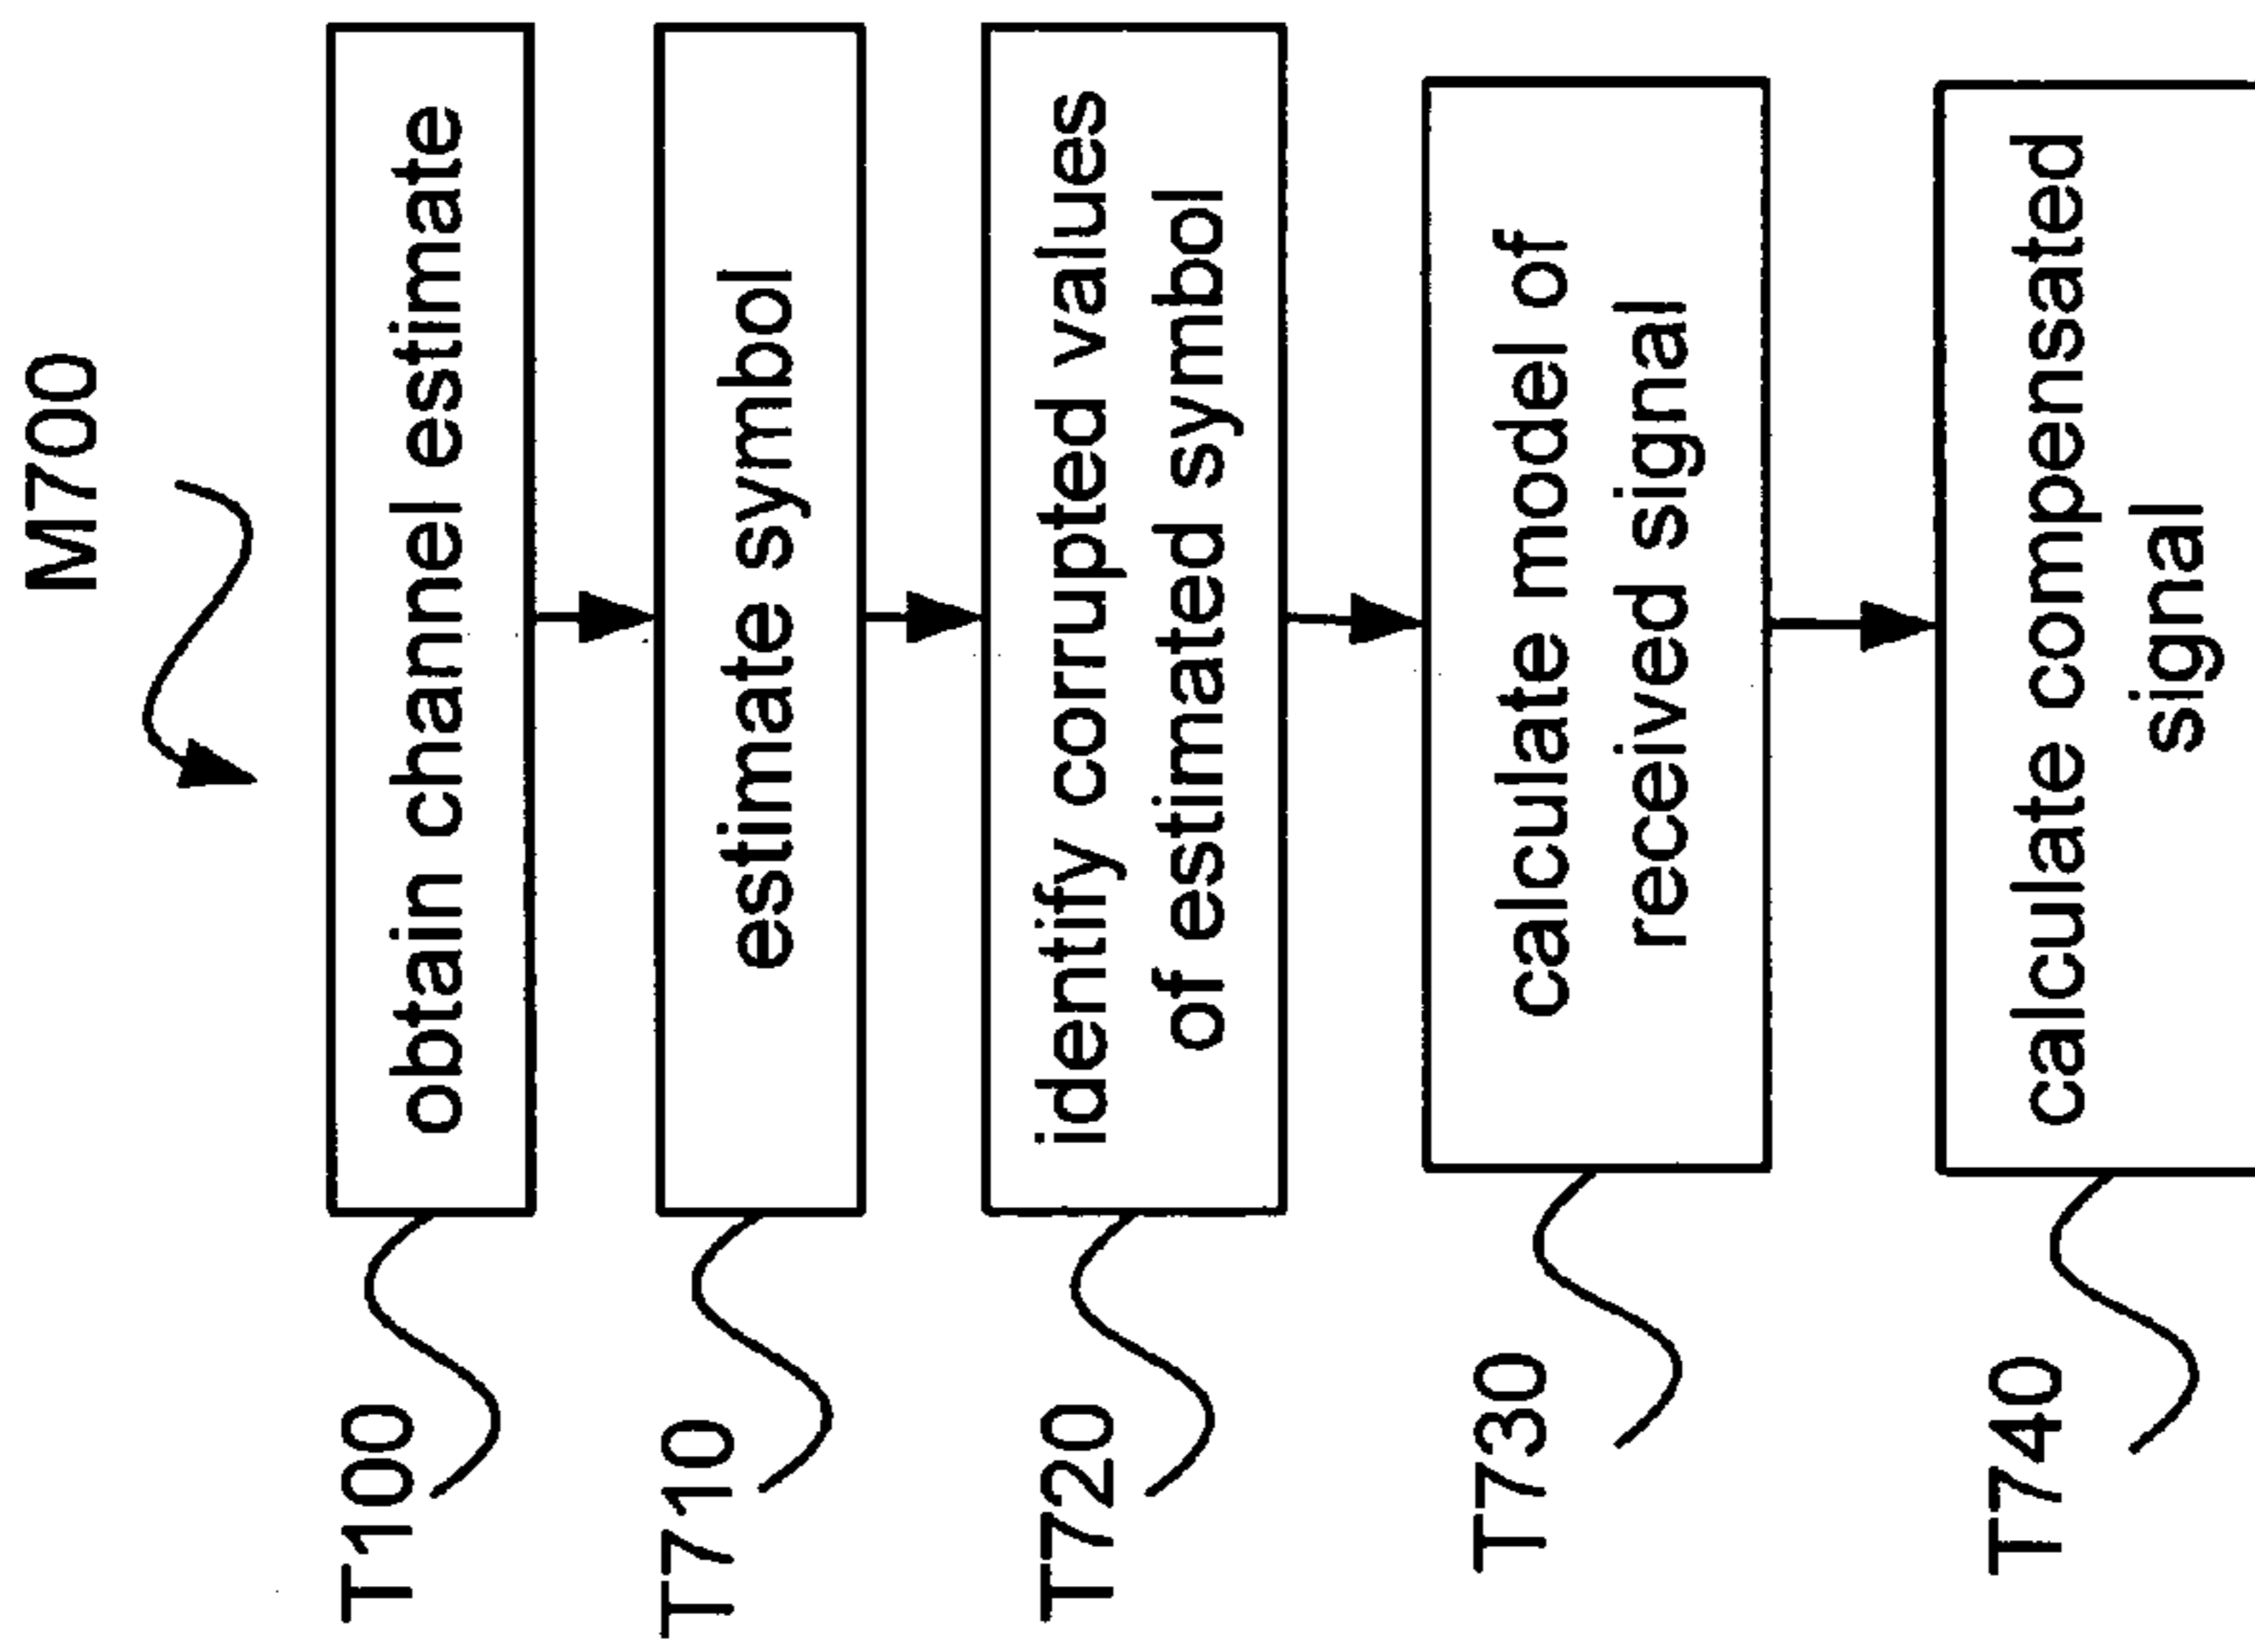 M700
T100
obtain channel estimate
T710
estimate symbol
T720
identify corrupted values
of estimated symbol
T730
calculate model of
received signal
T740
calculate compensated
signal